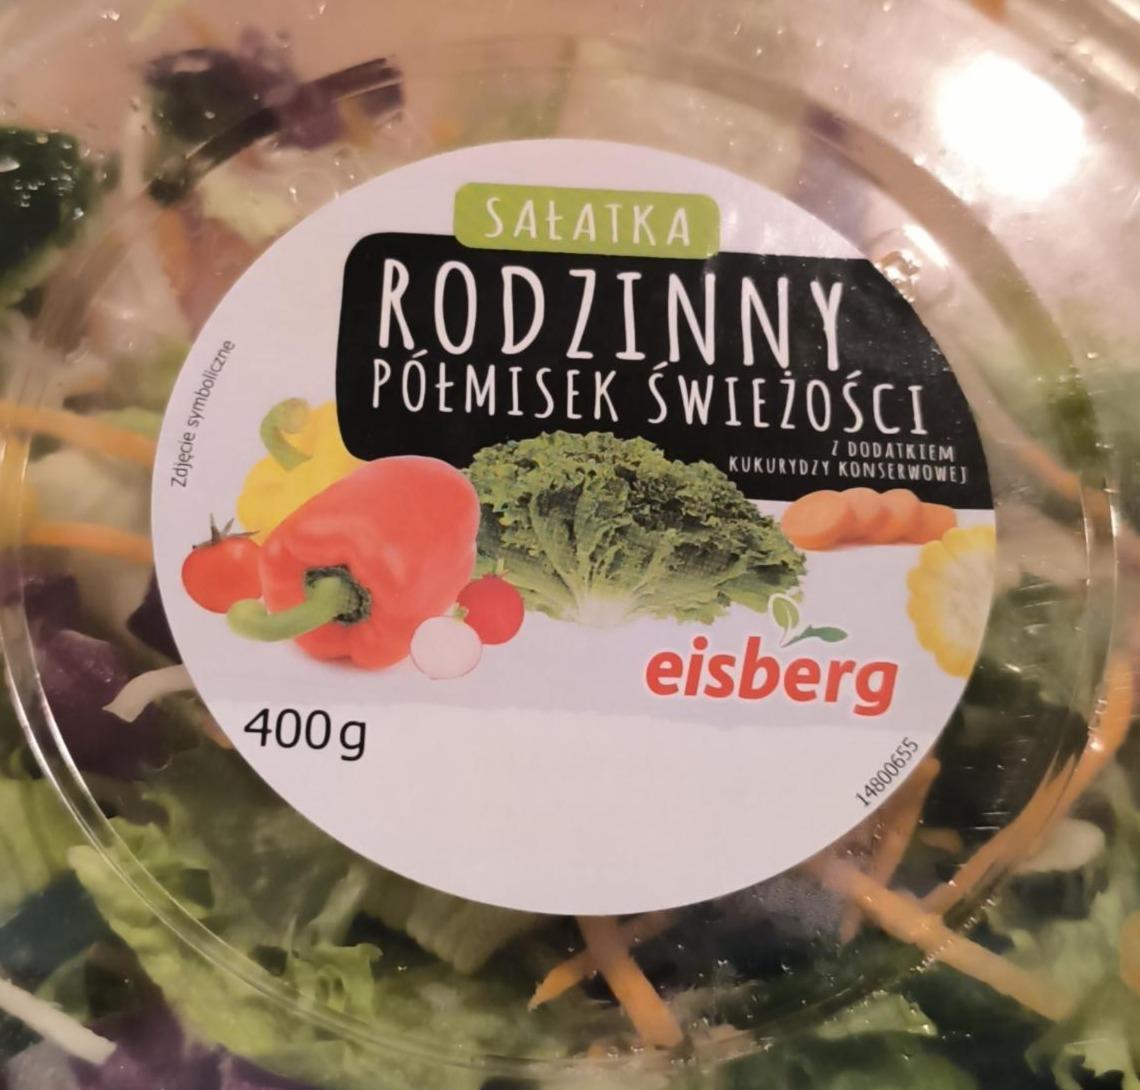 SAŁATKA
RODZINNY
PÓŁMISEK ŚWIEŻOŚCI
Z DODATKIEM
KUKURYDZY KONSERWOWEJ
Zdjęcie symboliczne
eisberg
400g
14800655